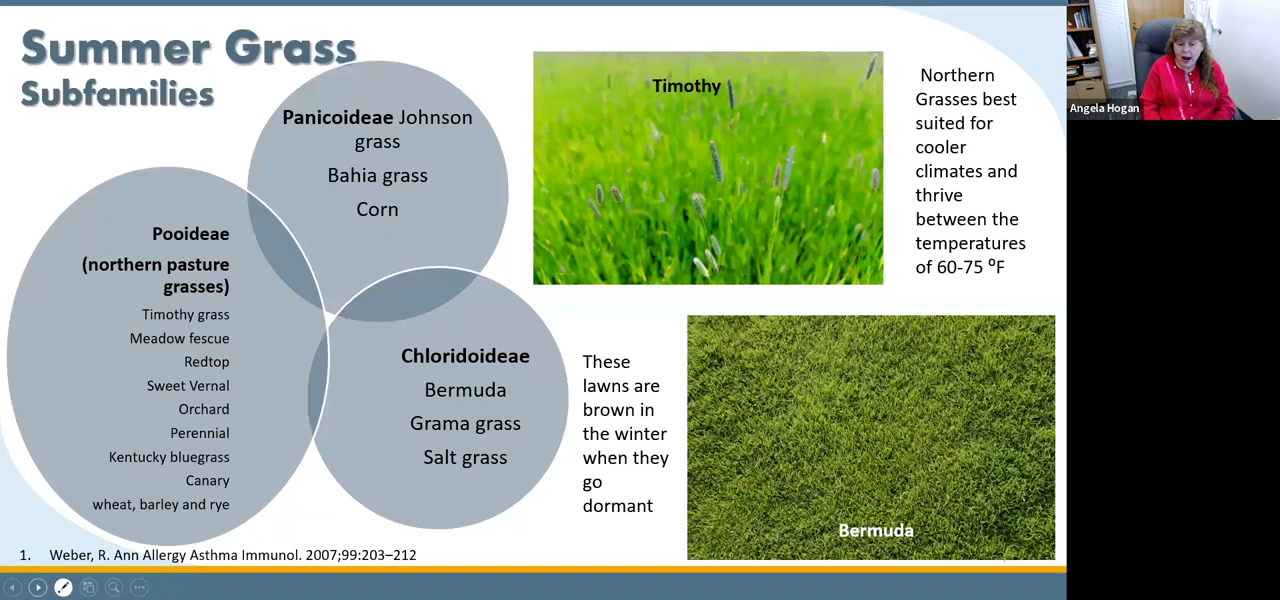 Summer Grass
Subfamilies
Panicoideae Johnson
grass
Bahia grass
Corn
Pooideae
(northern pasture
grasses)
Timothy grass
Meadow fescue
Redtop
Sweet Vernal
Orchard
Perennial
Kentucky bluegrass
Canary
wheat, barley and rye
Chloridoideae
Bermuda
Grama grass
Salt grass
Timothy
Northern
Grasses best
suited for
cooler
climates and
thrive
between the
temperatures
of 60-75 ⁰F
These
lawns are
brown in
the winter
when they
go
dormant
Bermuda
1. Weber, R. Ann Allergy Asthma Immunol. 2007;99:203–212
Angela Hogan